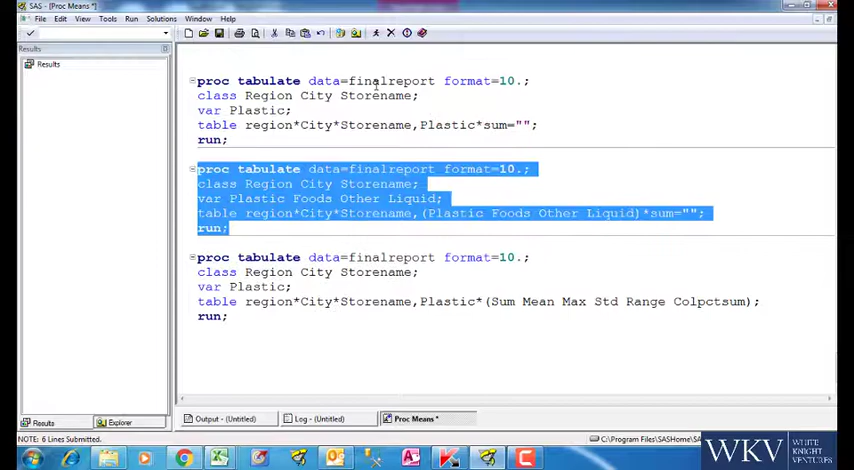 SAS - [Proc Means *]
File Edit View Tools Run Solutions Window Help
Results
Results
proc tabulate data=finalreport format=10.;
class Region City Storename;
var Plastic;
table region*City*Storename,Plastic*sum="";
run;
proc tabulate data=finalreport format=10.;
class Region City Storename;
var Plastic Foods Other Liquid;
table region*City*Storename,(Plastic Foods Other Liquid)*sum="";
run;
proc tabulate data=finalreport format=10.;
class Region City Storename;
var Plastic;
table region*City*Storename,Plastic*(Sum Mean Max Std Range Colpctsum);
run;
Results Explorer
Output - (Untitled) Log - (Untitled) Proc Means *
NOTE: 6 Lines Submitted.
C:\Program Files\SASHome\SAS
WKV
WHITE
KNIGHT
VENTURES